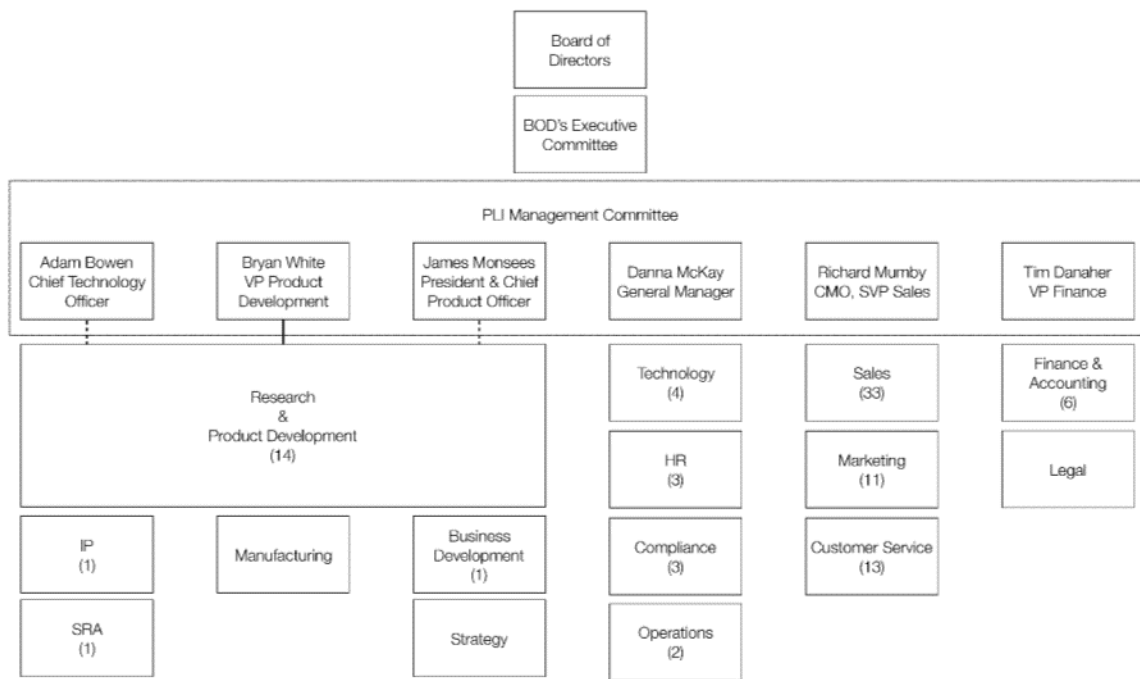 Board of
Directors
BOD's Executive
Committee
PLI Management Committee
Adam Bowen
Chief Technology
Officer
Bryan White
VP Product
Development
James Monsees
President & Chief
Product Officer
Danna McKay
General Manager
Richard Mumby
CMO, SVP Sales
Tim Danaher
VP Finance
Research
&
Product Development
(14)
Technology
(4)
Sales
(33)
Finance &
Accounting
(6)
HR
(3)
Marketing
(11)
Legal
IP
(1)
Manufacturing
Business
Development
(1)
Compliance
(3)
Customer Service
(13)
SRA
(1)
Strategy
Operations
(2)